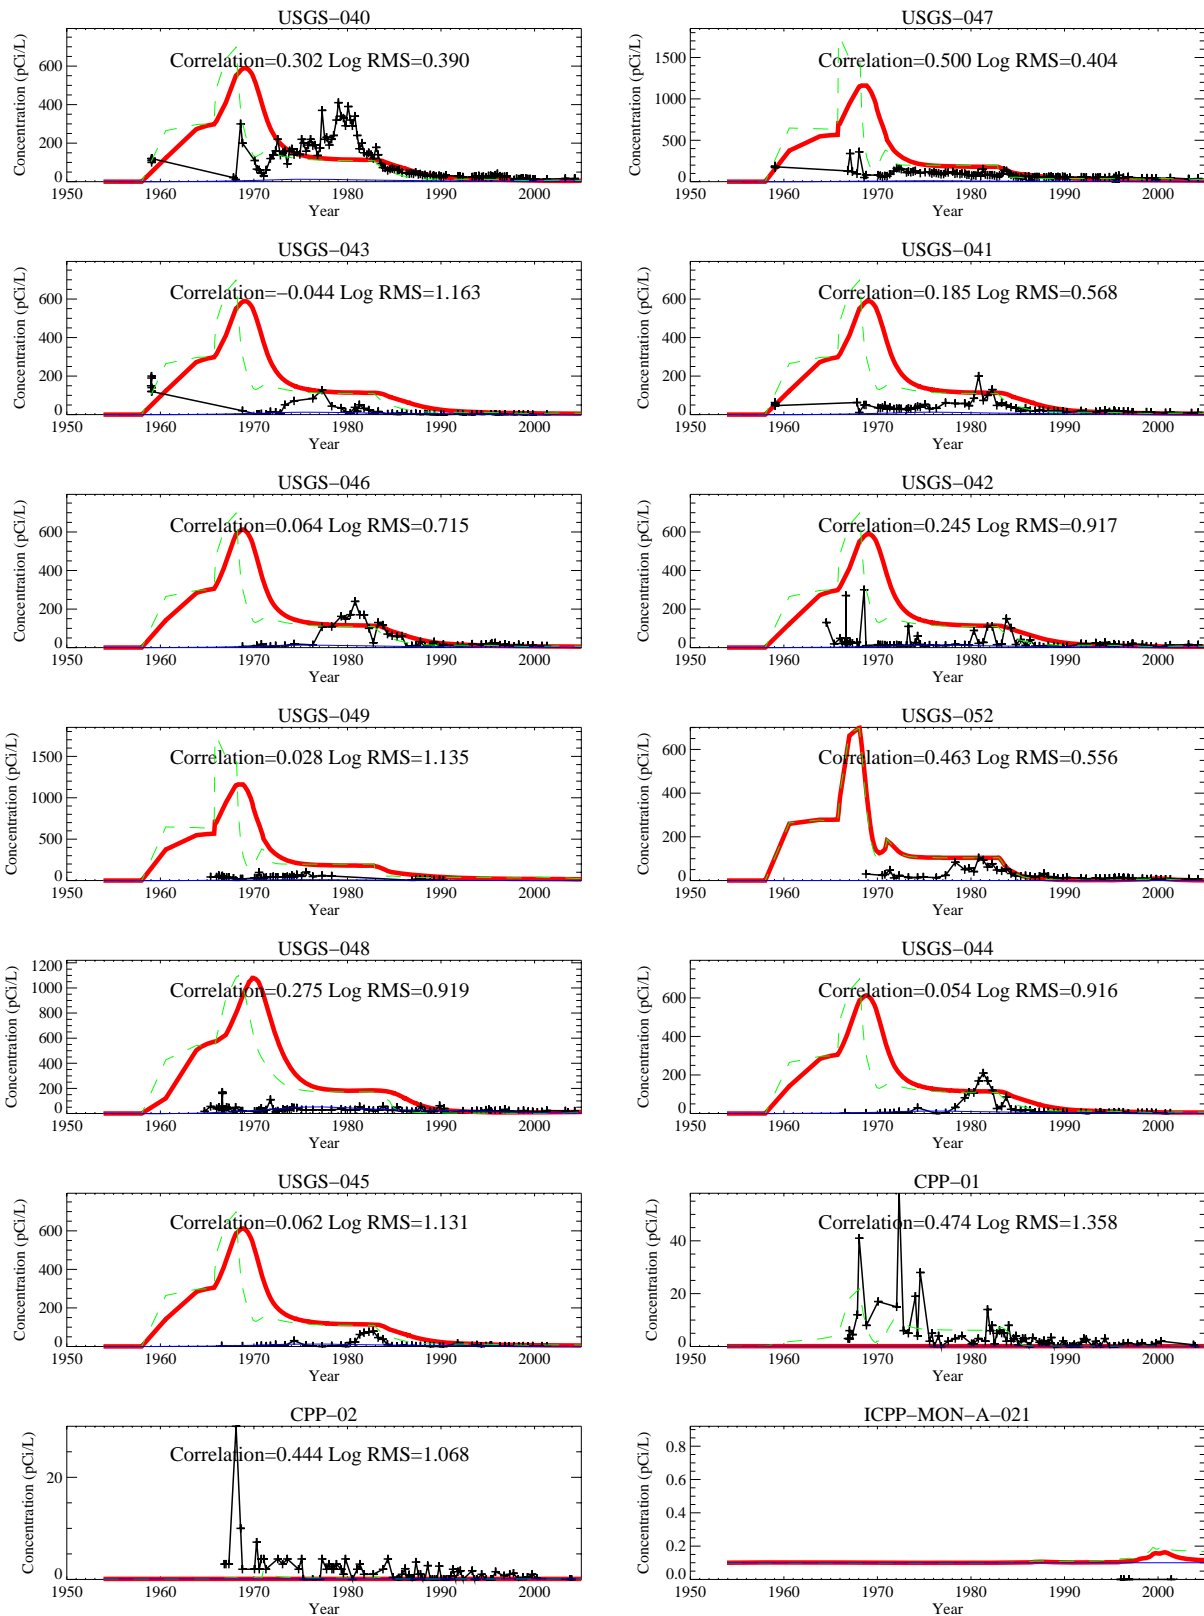 USGS−040
Concentration (pCi/L)
Correlation=0.302 Log RMS=0.390
600
400
200
0
1950 1960 1970 1980 1990 2000
Year
USGS−047
Concentration (pCi/L)
Correlation=0.500 Log RMS=0.404
1500
1000
500
0
1950 1960 1970 1980 1990 2000
Year
USGS−043
Concentration (pCi/L)
Correlation=−0.044 Log RMS=1.163
600
400
200
0
1950 1960 1970 1980 1990 2000
Year
USGS−041
Concentration (pCi/L)
Correlation=0.185 Log RMS=0.568
600
400
200
0
1950 1960 1970 1980 1990 2000
Year
USGS−046
Concentration (pCi/L)
Correlation=0.064 Log RMS=0.715
600
400
200
0
1950 1960 1970 1980 1990 2000
Year
USGS−042
Concentration (pCi/L)
Correlation=0.245 Log RMS=0.917
600
400
200
0
1950 1960 1970 1980 1990 2000
Year
USGS−049
Concentration (pCi/L)
Correlation=0.028 Log RMS=1.135
1500
1000
500
0
1950 1960 1970 1980 1990 2000
Year
USGS−052
Concentration (pCi/L)
Correlation=0.463 Log RMS=0.556
600
400
200
0
1950 1960 1970 1980 1990 2000
Year
USGS−048
Concentration (pCi/L)
Correlation=0.275 Log RMS=0.919
1200
1000
800
600
400
200
0
1950 1960 1970 1980 1990 2000
Year
USGS−044
Concentration (pCi/L)
Correlation=0.054 Log RMS=0.916
600
400
200
0
1950 1960 1970 1980 1990 2000
Year
USGS−045
Concentration (pCi/L)
Correlation=0.062 Log RMS=1.131
600
400
200
0
1950 1960 1970 1980 1990 2000
Year
CPP−01
Concentration (pCi/L)
Correlation=0.474 Log RMS=1.358
40
20
0
1950 1960 1970 1980 1990 2000
Year
CPP−02
Concentration (pCi/L)
Correlation=0.444 Log RMS=1.068
20
0
1950 1960 1970 1980 1990 2000
Year
ICPP−MON−A−021
Concentration (pCi/L)
0.8
0.6
0.4
0.2
0.0
1950 1960 1970 1980 1990 2000
Year